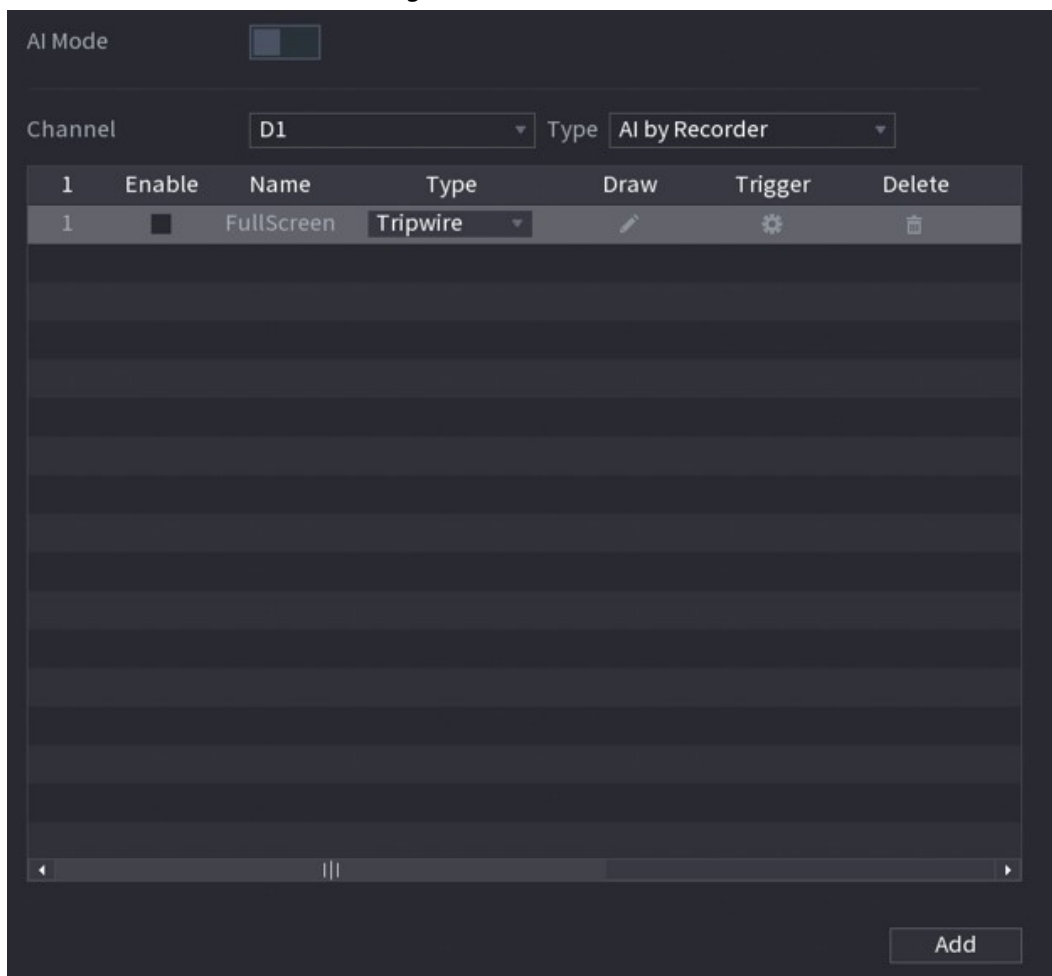 AI Mode
Channel D1 Type AI by Recorder
1 Enable Name Type Draw Trigger Delete
1 FullScreen Tripwire
Add